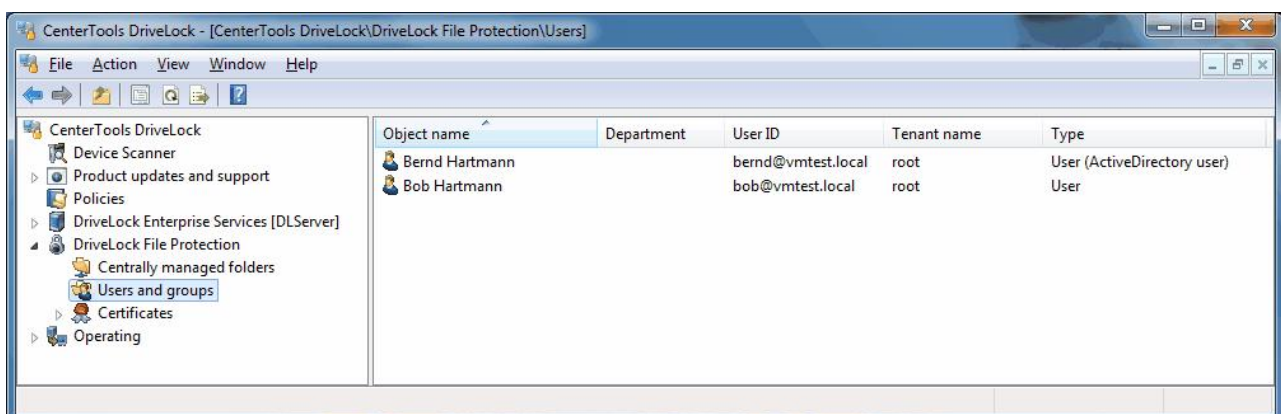 CenterTools DriveLock - [CenterTools DriveLock\DriveLock File Protection\Users]
File Action View Window Help
CenterTools DriveLock
Device Scanner
Product updates and support
Policies
DriveLock Enterprise Services [DLServer]
DriveLock File Protection
Centrally managed folders
Users and groups
Certificates
Operating
Object name Department User ID Tenant name Type
Bernd Hartmann bernd@vmtest.local root User (ActiveDirectory user)
Bob Hartmann bob@vmtest.local root User